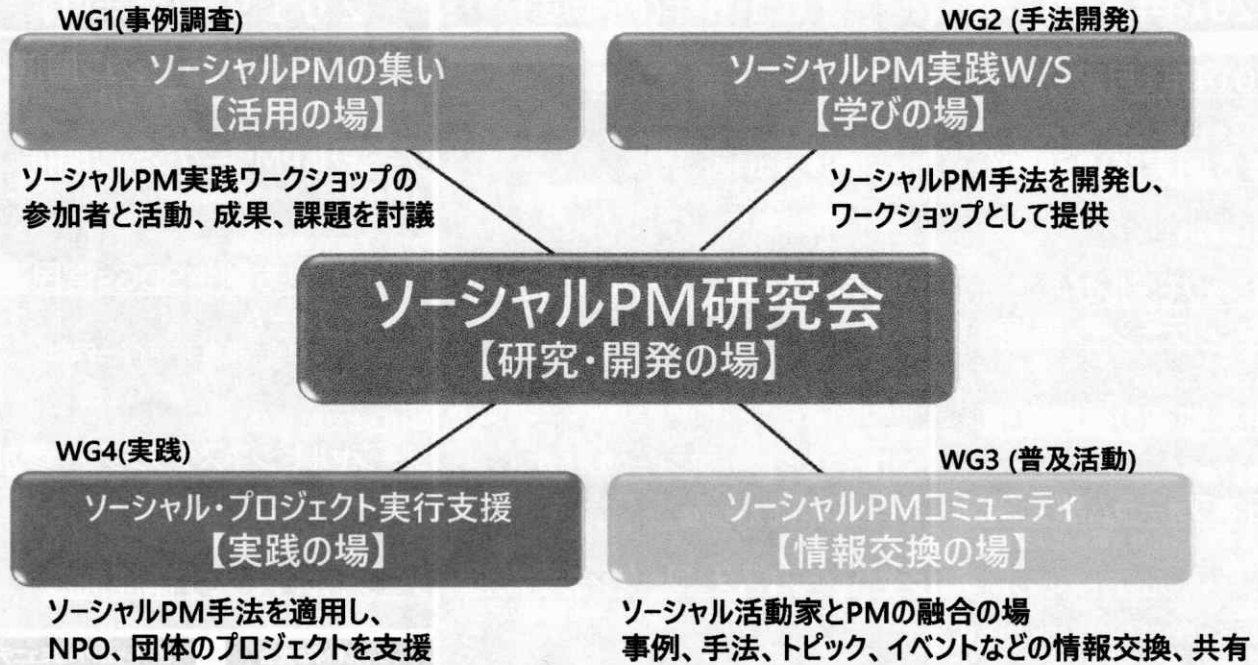 WG1(事例調査)
ソーシャルPMの集い
【活用の場】
ソーシャルPM実践ワークショップの
参加者と活動、成果、課題を討議
WG2 (手法開発)
ソーシャルPM実践W/S
【学びの場】
ソーシャルPM手法を開発し、
ワークショップとして提供
ソーシャルPM研究会
【研究・開発の場】
WG4(実践)
ソーシャル・プロジェクト実行支援
【実践の場】
ソーシャルPM手法を適用し、
NPO、団体のプロジェクトを支援
WG3 (普及活動)
ソーシャルPMコミュニティ
【情報交換の場】
ソーシャル活動家とPMの融合の場
事例、手法、トピック、イベントなどの情報交換、共有